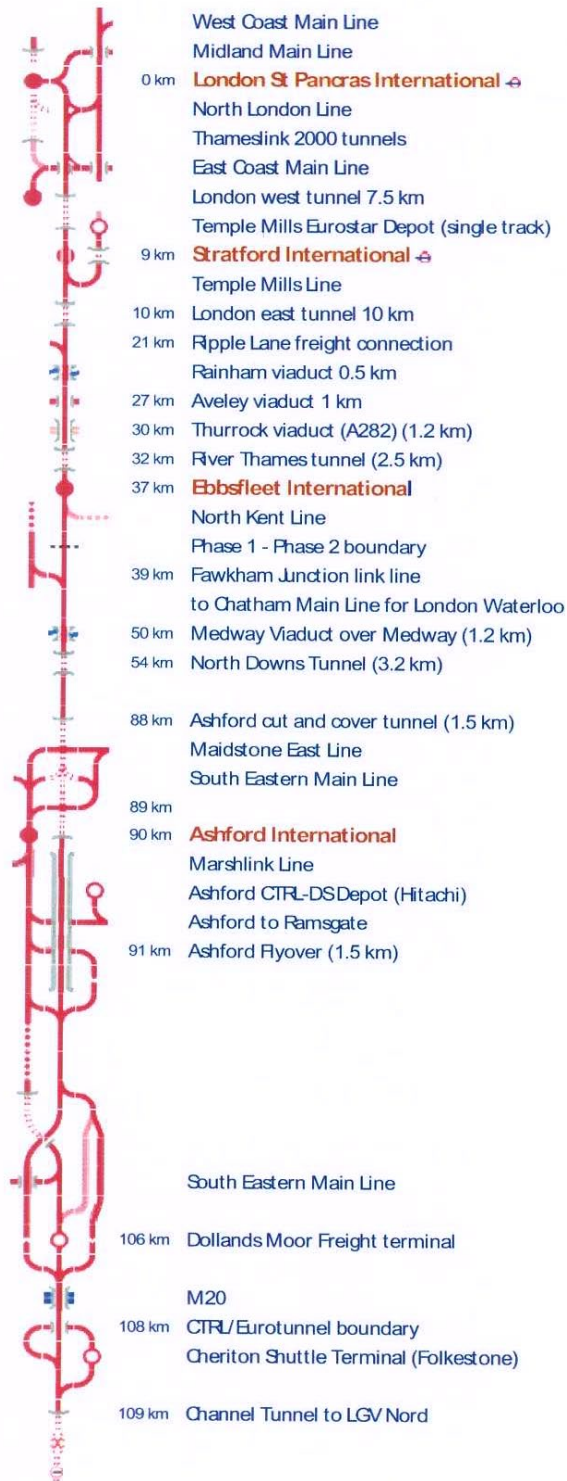 West Coast Main Line
Midland Main Line
0 km London St Pancras International
North London Line
Thameslink 2000 tunnels
East Coast Main Line
London west tunnel 7.5 km
Temple Mills Eurostar Depot (single track)
9 km Stratford International
Temple Mills Line
10 km London east tunnel 10 km
21 km Ripple Lane freight connection
Rainham viaduct 0.5 km
27 km Aveley viaduct 1 km
30 km Thurrock viaduct (A282) (1.2 km)
32 km River Thames tunnel (2.5 km)
37 km Ebbsfleet International
North Kent Line
Phase 1 - Phase 2 boundary
39 km Fawkham Junction link line
to Chatham Main Line for London Waterloo
50 km Medway Viaduct over Medway (1.2 km)
54 km North Downs Tunnel (3.2 km)
88 km Ashford cut and cover tunnel (1.5 km)
Maidstone East Line
South Eastern Main Line
89 km
90 km Ashford International
Marshlink Line
Ashford CTRL-DS Depot (Hitachi)
Ashford to Ramsgate
91 km Ashford Flyover (1.5 km)
South Eastern Main Line
106 km Dollands Moor Freight terminal
M20
108 km CTRL/Eurotunnel boundary
Cheriton Shuttle Terminal (Folkestone)
109 km Channel Tunnel to LGV Nord